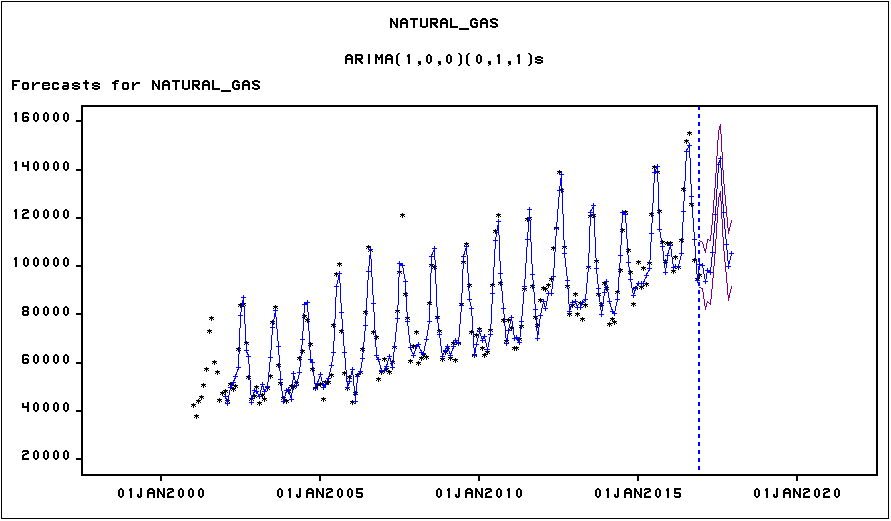 NATURAL_GAS
ARIMA(1,0,0)(0,1,1)s
Forecasts for NATURAL_GAS
160000
140000
120000
100000
80000
60000
40000
20000
01JAN2000 01JAN2005 01JAN2010 01JAN2015 01JAN2020